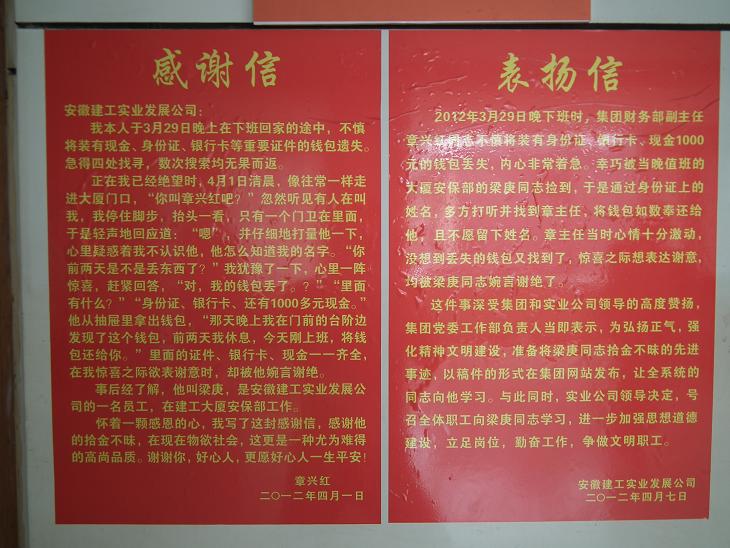 感谢信
安徽建工实业发展公司：
我本人于3月29日晚上在下班回家的途中，不慎
将装有现金、身份证、银行卡等重要证件的钱包遗失。
急得四处找寻，数次搜索均无果而返。
正在我已经绝望时，4月1日清晨，像往常一样走
进大厦门口，“你叫章兴红吧？”忽然听见有人在叫
我，我停住脚步，抬头一看，只有一个门卫在里面，
于是轻声地回应道：“嗯”，并仔细地打量他一下，
心里疑惑着我不认识他，他怎么知道我的名字。“你
前两天是不是丢东西了？”我犹豫了一下，心里一阵
惊喜，赶紧回答，“对，我的钱包丢了。？”“里面
有什么？”“身份证、银行卡、还有1000多元现金。”
他从抽屉里拿出钱包，“那天晚上我在门前的台阶边
发现了这个钱包，前两天我休息，今天刚上班，将钱
包还给你。”里面的证件、银行卡、现金一一齐全，
在我惊喜之际欲表谢意时，却被他婉言谢绝。
事后经了解，他叫梁庚，是安徽建工实业发展公
司的一名员工，在建工大厦安保部工作。
怀着一颗感恩的心，我写了这封感谢信，感谢他
的拾金不昧，在现在物欲社会，这更是一种尤为难得
的高尚品质。谢谢你，好心人，更愿好心人一生平安！
章兴红
二〇一二年四月一日
表扬信
2012年3月29日晚下班时，集团财务部副主任
章兴红同志不慎将装有身份证、银行卡、现金1000
元的钱包丢失，内心非常着急。幸巧被当晚值班的
大厦安保部的梁庚同志捡到，于是通过身份证上的
姓名，多方打听并找到章主任，将钱包如数奉还给
他，且不愿留下姓名。章主任当时心情十分激动，
没想到丢失的钱包又找到了，惊喜之际想表达谢意，
均被梁庚同志婉言谢绝了。
这件事深受集团和实业公司领导的高度赞扬，
集团党委工作部负责人当即表示，为弘扬正气，强
化精神文明建设，准备将梁庚同志拾金不昧的先进
事迹，以稿件的形式在集团网站发布，让全系统的
同志向他学习。与此同时，实业公司领导决定，号
召全体职工向梁庚同志学习，进一步加强思想道德
建设，立足岗位，勤奋工作，争做文明职工。
安徽建工实业发展公司
二〇一二年四月七日